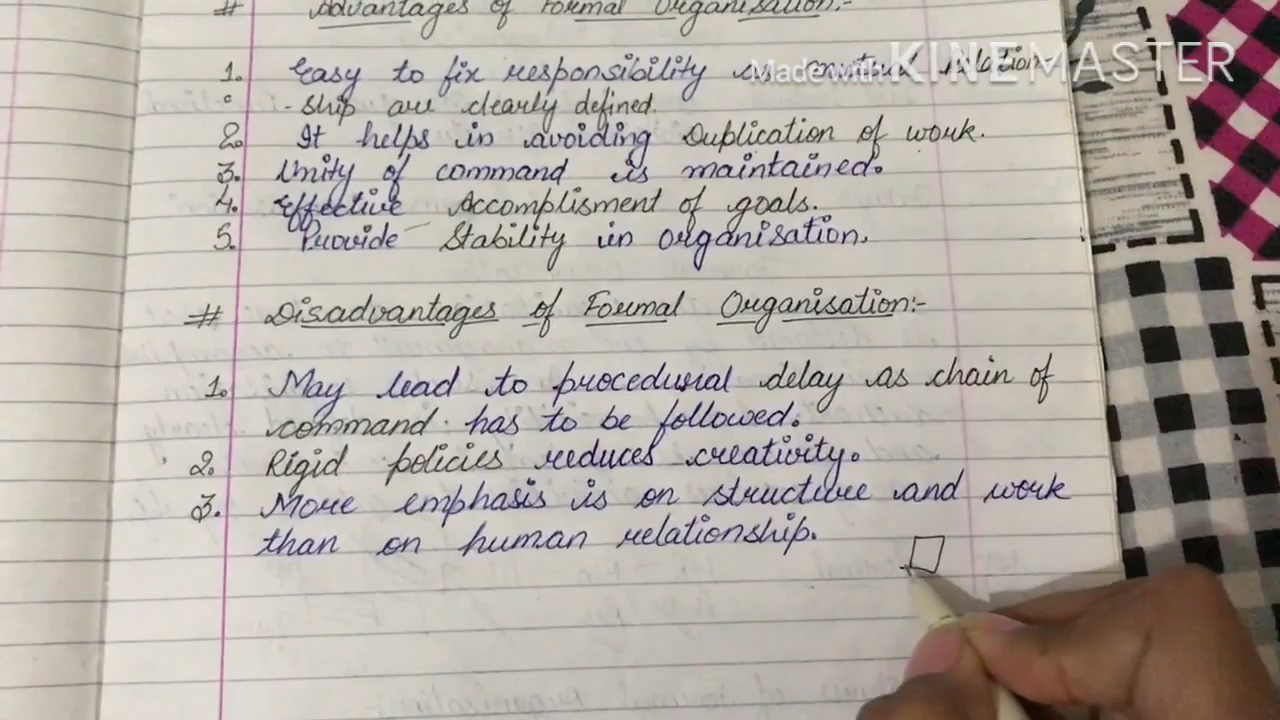 # Advantages of Formal Organisation:-
Made with KINEMASTER
1. Easy to fix responsibility as mutual relation-
- ship are clearly defined.
2. It helps in avoiding Duplication of work.
3. Unity of command is maintained.
4. Effective Accomplisment of goals.
5. Provide Stability in organisation.
# Disadvantages of Formal Organisation:-
1. May lead to procedural delay as chain of
command has to be followed.
2. Rigid policies reduces creativity.
3. More emphasis is on structure and work
than on human relationship.